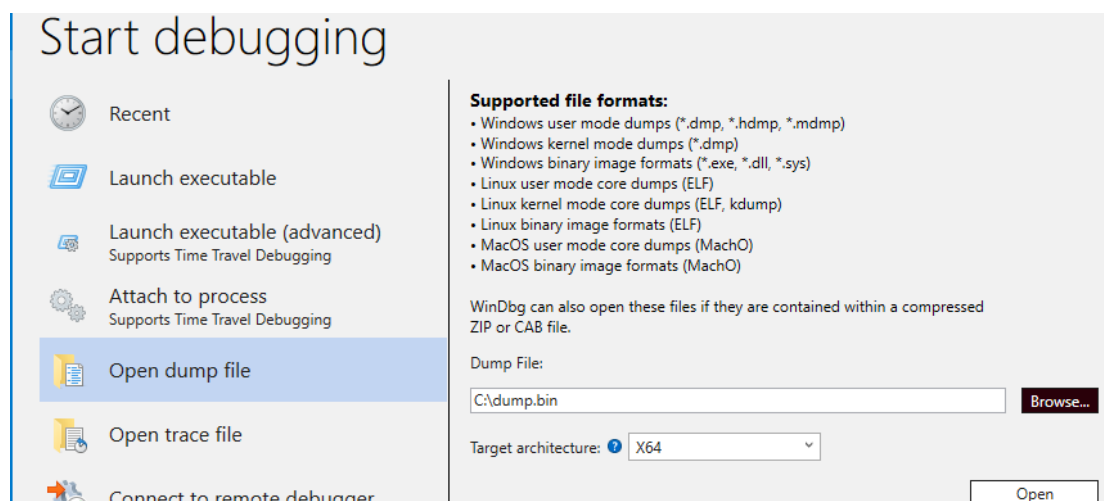 Start debugging
Recent
Launch executable
Launch executable (advanced)
Supports Time Travel Debugging
Attach to process
Supports Time Travel Debugging
Open dump file
Open trace file
Connect to remote debugger
Supported file formats:
• Windows user mode dumps (*.dmp, *.hdmp, *.mdmp)
• Windows kernel mode dumps (*.dmp)
• Windows binary image formats (*.exe, *.dll, *.sys)
• Linux user mode core dumps (ELF)
• Linux kernel mode core dumps (ELF, kdump)
• Linux binary image formats (ELF)
• MacOS user mode core dumps (MachO)
• MacOS binary image formats (MachO)
WinDbg can also open these files if they are contained within a compressed
ZIP or CAB file.
Dump File:
C:\dump.bin
Browse...
Target architecture: ? X64
Open